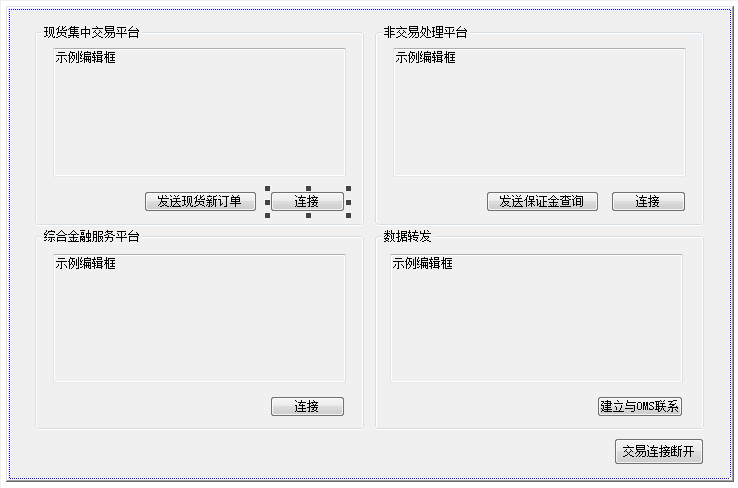 现货集中交易平台
示例编辑框
发送现货新订单
连接
非交易处理平台
示例编辑框
发送保证金查询
连接
综合金融服务平台
示例编辑框
连接
数据转发
示例编辑框
建立与OMS联系
交易连接断开